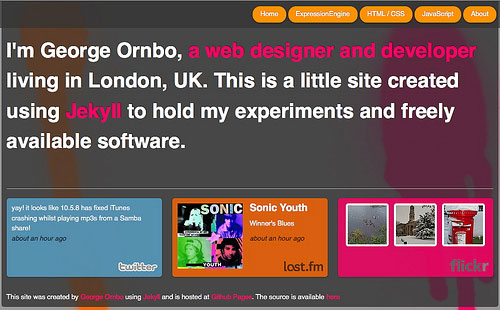 Home ExpressionEngine HTML / CSS JavaScript About
I'm George Ornbo, a web designer and developer
living in London, UK. This is a little site created
using Jekyll to hold my experiments and freely
available software.
yay! it looks like 10.5.8 has fixed iTunes
crashing whilst playing mp3s from a Samba
share!
about an hour ago
twitter
SONIC
YOUTH
Sonic Youth
Winner's Blues
about an hour ago
last.fm
flickr
This site was created by George Ornbo using Jekyll and is hosted at Github Pages. The source is available here